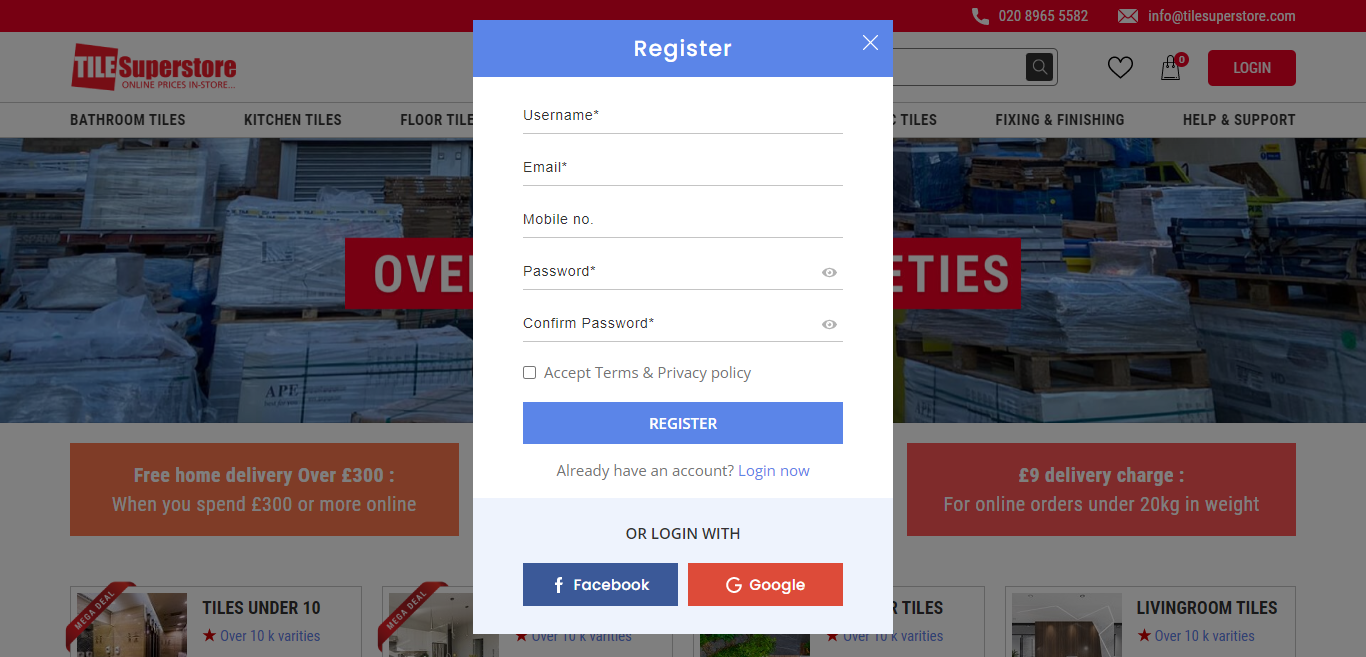 020 8965 5582
info@tilesuperstore.com
TILE Superstore
ONLINE PRICES IN-STORE...
0
LOGIN
BATHROOM TILES
KITCHEN TILES
FLOOR TILE
C TILES
FIXING & FINISHING
HELP & SUPPORT
OVE
ETIES
APE
Register
Username*
Email*
Mobile no.
Password*
Confirm Password*
Accept Terms & Privacy policy
REGISTER
Already have an account? Login now
OR LOGIN WITH
Facebook
Google
Free home delivery Over £300 :
When you spend £300 or more online
£9 delivery charge :
For online orders under 20kg in weight
MEGA DEAL
TILES UNDER 10
Over 10 k varities
MEGA DEAL
Over 10 k varities
R TILES
Over 10 k varities
LIVINGROOM TILES
Over 10 k varities